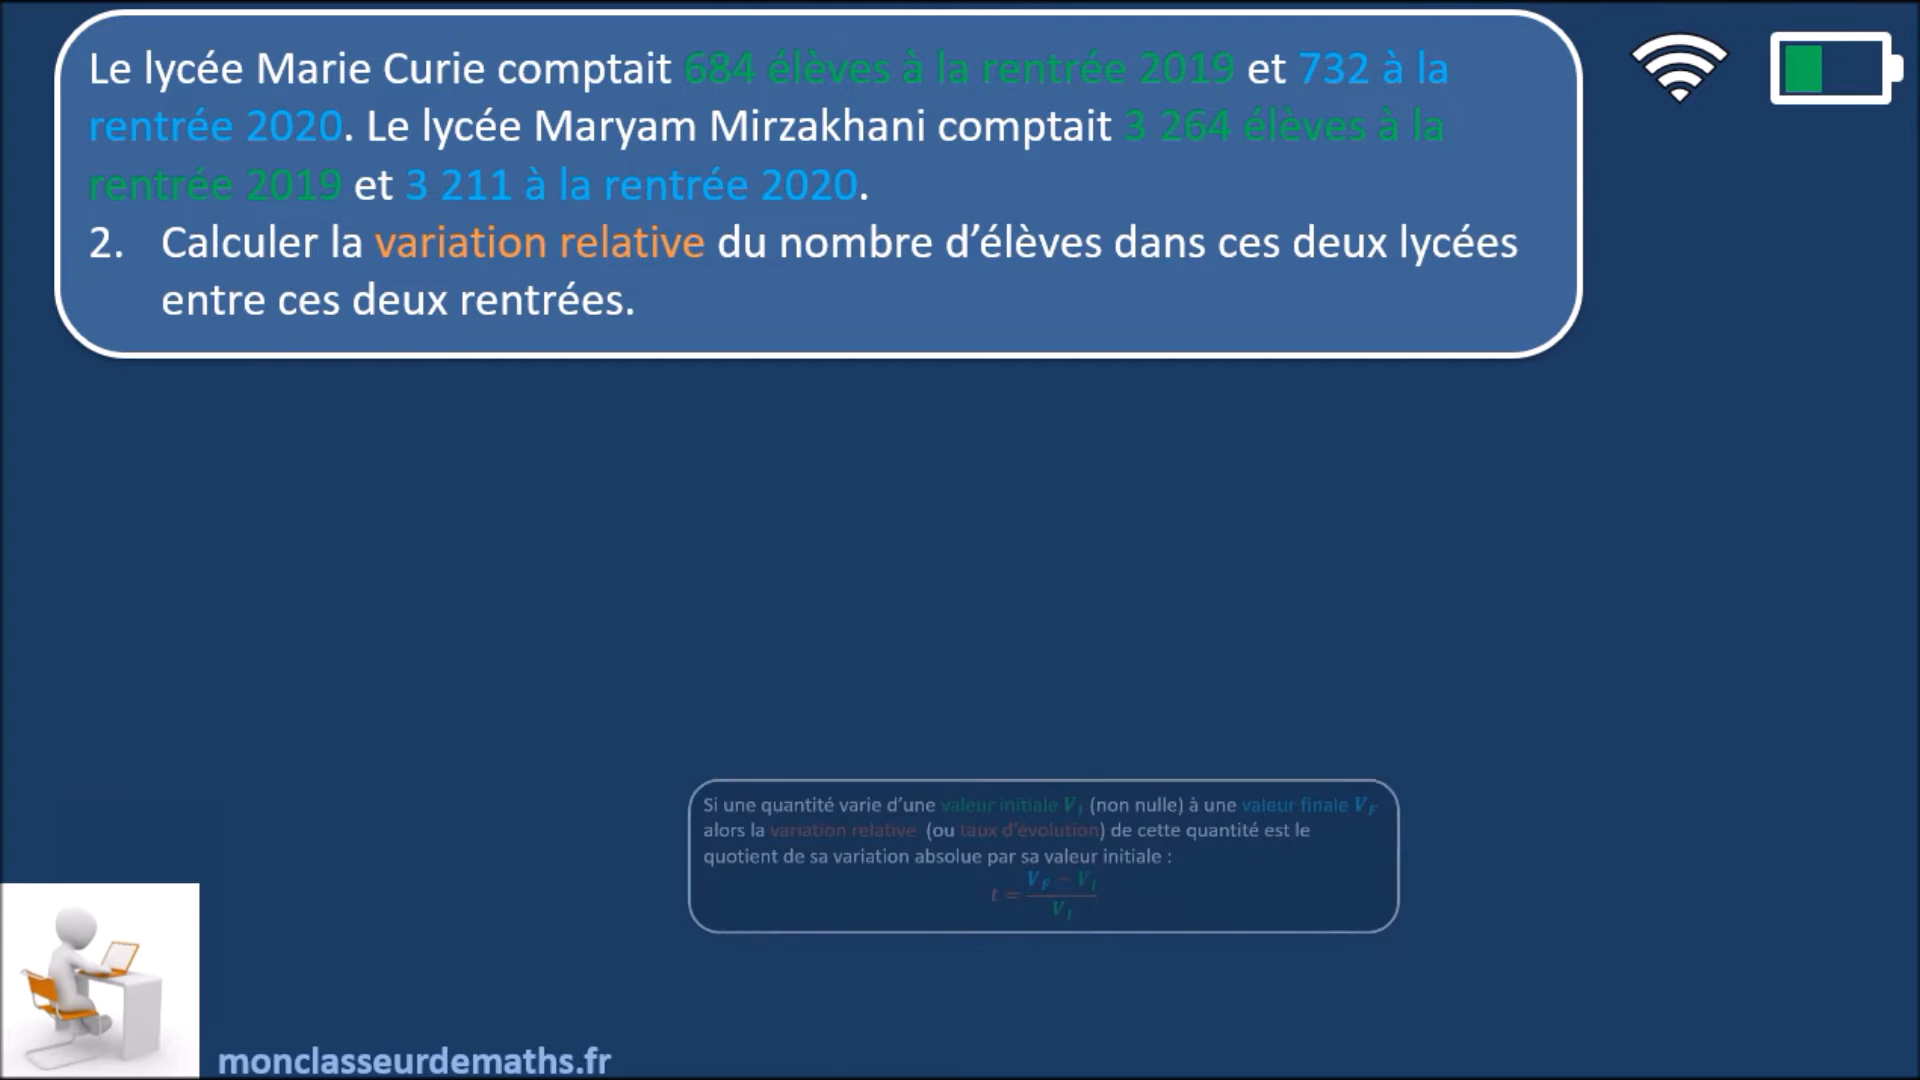 Le lycée Marie Curie comptait 684 élèves à la rentrée 2019 et 732 à la
rentrée 2020. Le lycée Maryam Mirzakhani comptait 3 264 élèves à la
rentrée 2019 et 3 211 à la rentrée 2020.
2. Calculer la variation relative du nombre d’élèves dans ces deux lycées
entre ces deux rentrées.
Si une quantité varie d’une valeur initiale V_I (non nulle) à une valeur finale V_F
alors la variation relative (ou taux d’évolution) de cette quantité est le
quotient de sa variation absolue par sa valeur initiale :
t = (V_F − V_I) / V_I
monclasseurdemaths.fr